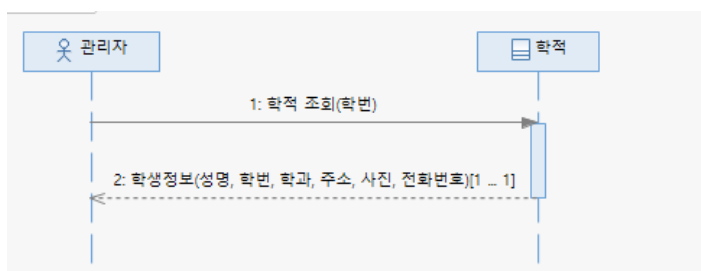 관리자
학적
1: 학적 조회(학번)
2: 학생정보(성명, 학번, 학과, 주소, 사진, 전화번호)[1 ... 1]